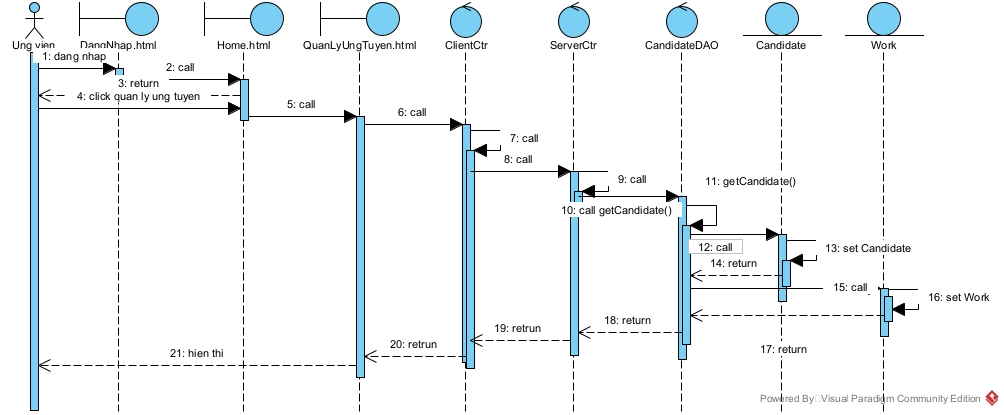 Ung vien
DangNhap.html
Home.html
QuanLyUngTuyen.html
ClientCtr
ServerCtr
CandidateDAO
Candidate
Work
1: dang nhap
2: call
3: return
4: click quan ly ung tuyen
5: call
6: call
7: call
8: call
9: call
10: call getCandidate()
11: getCandidate()
12: call
13: set Candidate
14: return
15: call
16: set Work
17: return
18: return
19: retrun
20: retrun
21: hien thi
Powered By Visual Paradigm Community Edition